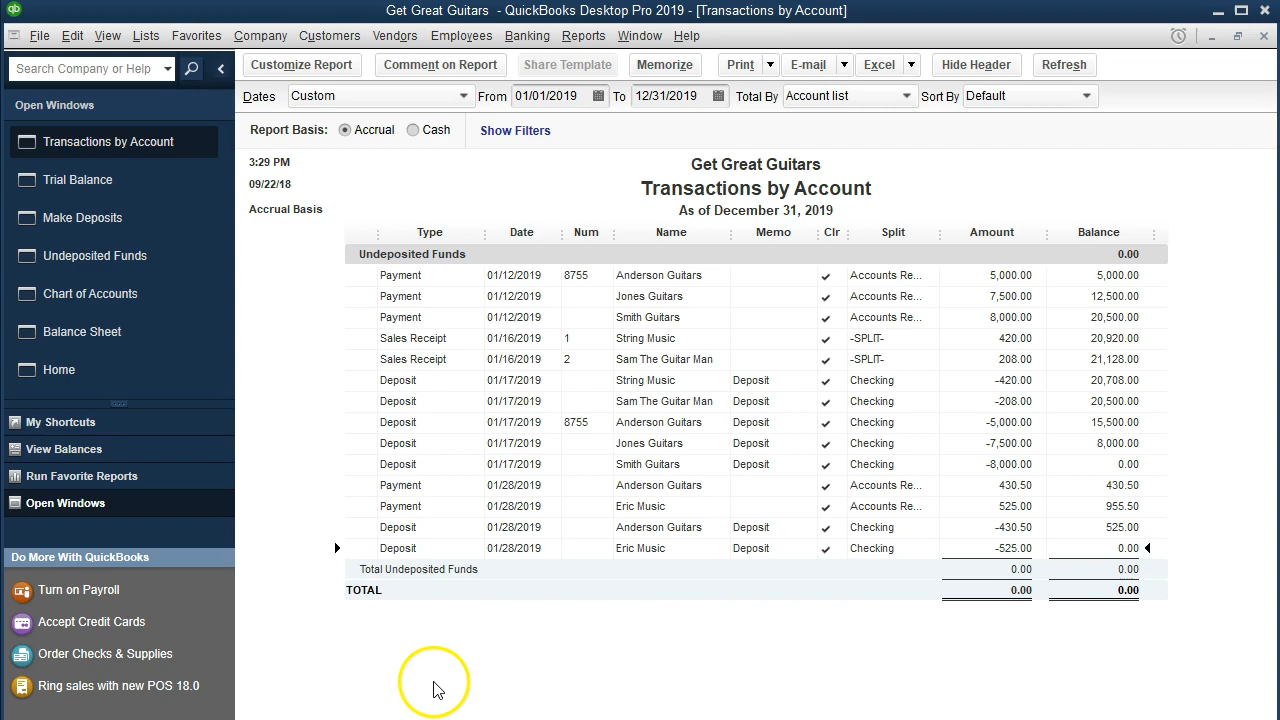 Get Great Guitars - QuickBooks Desktop Pro 2019 - [Transactions by Account]
File Edit View Lists Favorites Company Customers Vendors Employees Banking Reports Window Help
Search Company or Help
Customize Report Comment on Report Share Template Memorize Print E-mail Excel Hide Header Refresh
Dates Custom From 01/01/2019 To 12/31/2019 Total By Account list Sort By Default
Report Basis: Accrual Cash Show Filters
Open Windows
Transactions by Account
Trial Balance
Make Deposits
Undeposited Funds
Chart of Accounts
Balance Sheet
Home
My Shortcuts
View Balances
Run Favorite Reports
Open Windows
Do More With QuickBooks
Turn on Payroll
Accept Credit Cards
Order Checks & Supplies
Ring sales with new POS 18.0
3:29 PM
09/22/18
Accrual Basis
Get Great Guitars
Transactions by Account
As of December 31, 2019
Type Date Num Name Memo Clr Split Amount Balance
Undeposited Funds 0.00
Payment 01/12/2019 8755 Anderson Guitars ✓ Accounts Re... 5,000.00 5,000.00
Payment 01/12/2019 Jones Guitars ✓ Accounts Re... 7,500.00 12,500.00
Payment 01/12/2019 Smith Guitars ✓ Accounts Re... 8,000.00 20,500.00
Sales Receipt 01/16/2019 1 String Music ✓ -SPLIT- 420.00 20,920.00
Sales Receipt 01/16/2019 2 Sam The Guitar Man ✓ -SPLIT- 208.00 21,128.00
Deposit 01/17/2019 String Music Deposit ✓ Checking -420.00 20,708.00
Deposit 01/17/2019 Sam The Guitar Man Deposit ✓ Checking -208.00 20,500.00
Deposit 01/17/2019 8755 Anderson Guitars Deposit ✓ Checking -5,000.00 15,500.00
Deposit 01/17/2019 Jones Guitars Deposit ✓ Checking -7,500.00 8,000.00
Deposit 01/17/2019 Smith Guitars Deposit ✓ Checking -8,000.00 0.00
Payment 01/28/2019 Anderson Guitars ✓ Accounts Re... 430.50 430.50
Payment 01/28/2019 Eric Music ✓ Accounts Re... 525.00 955.50
Deposit 01/28/2019 Anderson Guitars Deposit ✓ Checking -430.50 525.00
Deposit 01/28/2019 Eric Music Deposit ✓ Checking -525.00 0.00
Total Undeposited Funds 0.00 0.00
TOTAL 0.00 0.00